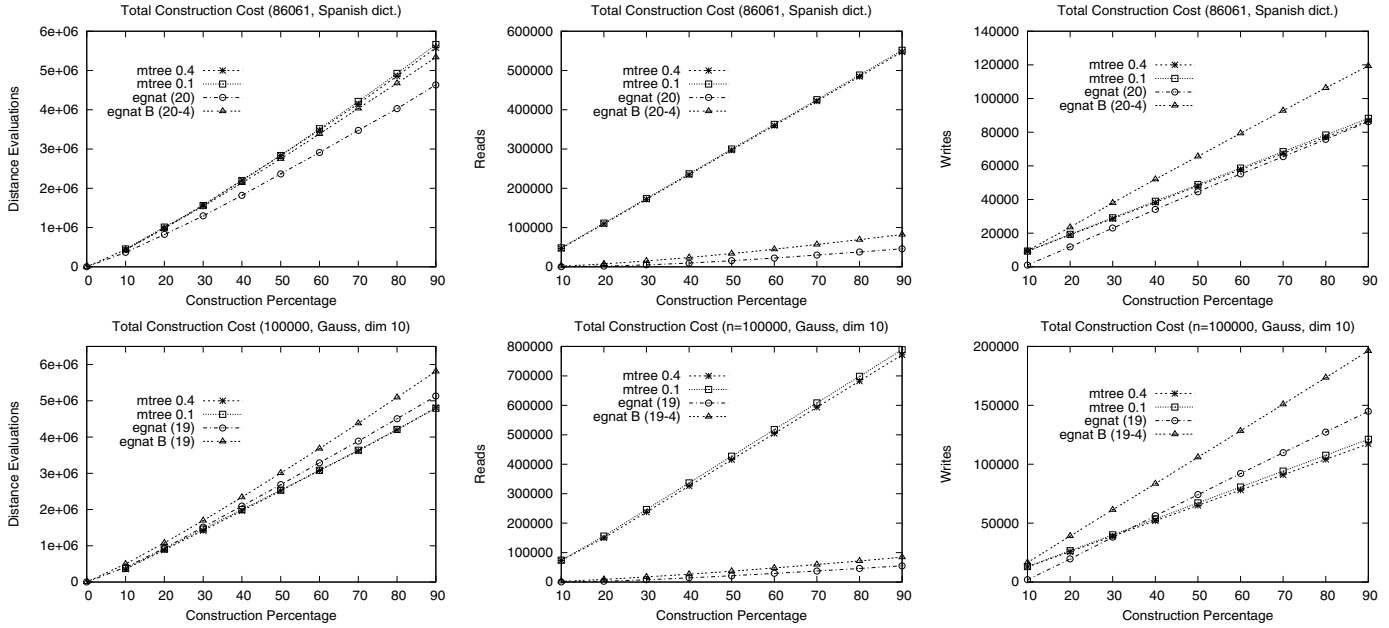 Total Construction Cost (86061, Spanish dict.)
Distance Evaluations
6e+06
5e+06
4e+06
3e+06
2e+06
1e+06
0
mtree 0.4
mtree 0.1
egnat (20)
egnat B (20-4)
0 10 20 30 40 50 60 70 80 90
Construction Percentage
Total Construction Cost (86061, Spanish dict.)
Reads
600000
500000
400000
300000
200000
100000
0
mtree 0.4
mtree 0.1
egnat (20)
egnat B (20-4)
10 20 30 40 50 60 70 80 90
Construction Percentage
Total Construction Cost (86061, Spanish dict.)
Writes
140000
120000
100000
80000
60000
40000
20000
0
mtree 0.4
mtree 0.1
egnat (20)
egnat B (20-4)
10 20 30 40 50 60 70 80 90
Construction Percentage
Total Construction Cost (100000, Gauss, dim 10)
Distance Evaluations
6e+06
5e+06
4e+06
3e+06
2e+06
1e+06
0
mtree 0.4
mtree 0.1
egnat (19)
egnat B (19)
0 10 20 30 40 50 60 70 80 90
Construction Percentage
Total Construction Cost (n=100000, Gauss, dim 10)
Reads
800000
700000
600000
500000
400000
300000
200000
100000
0
mtree 0.4
mtree 0.1
egnat (19)
egnat B (19-4)
10 20 30 40 50 60 70 80 90
Construction Percentage
Total Construction Cost (n=100000, Gauss, dim 10)
Writes
200000
150000
100000
50000
0
mtree 0.4
mtree 0.1
egnat (19)
egnat B (19-4)
10 20 30 40 50 60 70 80 90
Construction Percentage